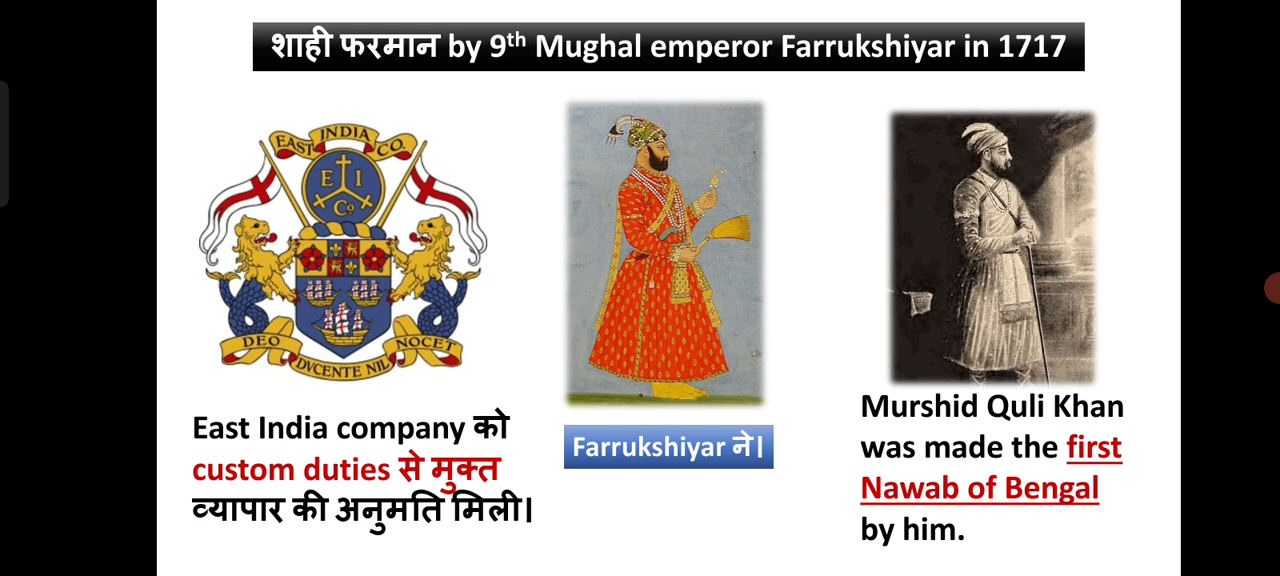 शाही फरमान by 9th Mughal emperor Farrukshiyar in 1717
EAST INDIA CO.
E I
Co
DEO DVCENTE NIL NOCET
East India company को
custom duties से मुक्त
व्यापार की अनुमति मिली।
Farrukshiyar ने।
Murshid Quli Khan
was made the first
Nawab of Bengal
by him.